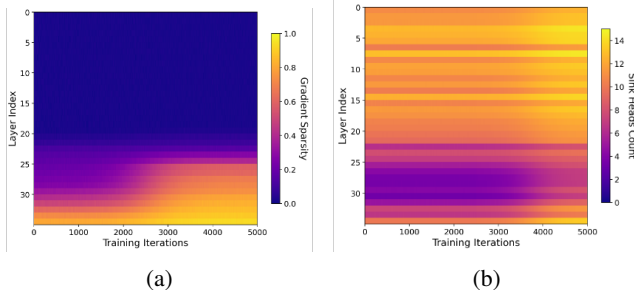 0
5
10
15
20
25
30
Layer Index
0 1000 2000 3000 4000 5000
Training Iterations
1.0
0.8
0.6
0.4
0.2
0.0
Gradient Sparsity
(a)
0
5
10
15
20
25
30
Layer Index
0 1000 2000 3000 4000 5000
Training Iterations
14
12
10
8
6
4
2
0
Sink Heads Count
(b)